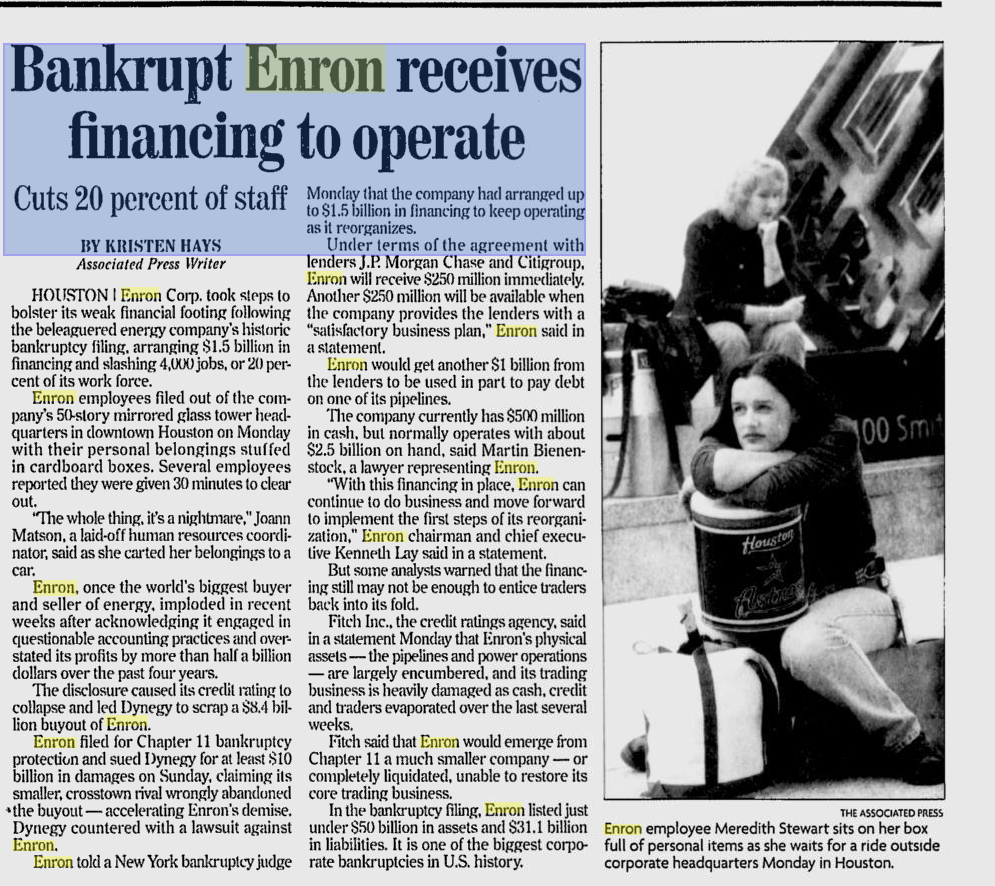 Bankrupt Enron receives
financing to operate
Cuts 20 percent of staff
BY KRISTEN HAYS
Associated Press Writer
HOUSTON | Enron Corp. took steps to
bolster its weak financial footing following
the beleaguered energy company's historic
bankruptcy filing, arranging $1.5 billion in
financing and slashing 4,000 jobs, or 20 per-
cent of its work force.
Enron employees filed out of the com-
pany's 50-story mirrored glass tower head-
quarters in downtown Houston on Monday
with their personal belongings stuffed
in cardboard boxes. Several employees
reported they were given 30 minutes to clear
out.
"The whole thing, it's a nightmare," Joann
Matson, a laid-off human resources coordi-
nator, said as she carted her belongings to a
car.
Enron, once the world's biggest buyer
and seller of energy, imploded in recent
weeks after acknowledging it engaged in
questionable accounting practices and over-
stated its profits by more than half a billion
dollars over the past four years.
The disclosure caused its credit rating to
collapse and led Dynegy to scrap a $8.4 bil-
lion buyout of Enron.
Enron filed for Chapter 11 bankruptcy
protection and sued Dynegy for at least $10
billion in damages on Sunday, claiming its
smaller, crosstown rival wrongly abandoned
the buyout — accelerating Enron's demise.
Dynegy countered with a lawsuit against
Enron.
Enron told a New York bankruptcy judge
Monday that the company had arranged up
to $1.5 billion in financing to keep operating
as it reorganizes.
Under terms of the agreement with
lenders J.P. Morgan Chase and Citigroup,
Enron will receive $250 million immediately.
Another $250 million will be available when
the company provides the lenders with a
"satisfactory business plan," Enron said in
a statement.
Enron would get another $1 billion from
the lenders to be used in part to pay debt
on one of its pipelines.
The company currently has $500 million
in cash, but normally operates with about
$2.5 billion on hand, said Martin Bienen-
stock, a lawyer representing Enron.
"With this financing in place, Enron can
continue to do business and move forward
to implement the first steps of its reorgani-
zation," Enron chairman and chief execu-
tive Kenneth Lay said in a statement.
But some analysts warned that the financ-
ing still may not be enough to entice traders
back into its fold.
Fitch Inc., the credit ratings agency, said
in a statement Monday that Enron's physical
assets — the pipelines and power operations
— are largely encumbered, and its trading
business is heavily damaged as cash, credit
and traders evaporated over the last several
weeks.
Fitch said that Enron would emerge from
Chapter 11 a much smaller company — or
completely liquidated, unable to restore its
core trading business.
In the bankruptcy filing, Enron listed just
under $50 billion in assets and $31.1 billion
in liabilities. It is one of the biggest corpo-
rate bankruptcies in U.S. history.
00 Smi
Houston
Astros
THE ASSOCIATED PRESS
Enron employee Meredith Stewart sits on her box
full of personal items as she waits for a ride outside
corporate headquarters Monday in Houston.